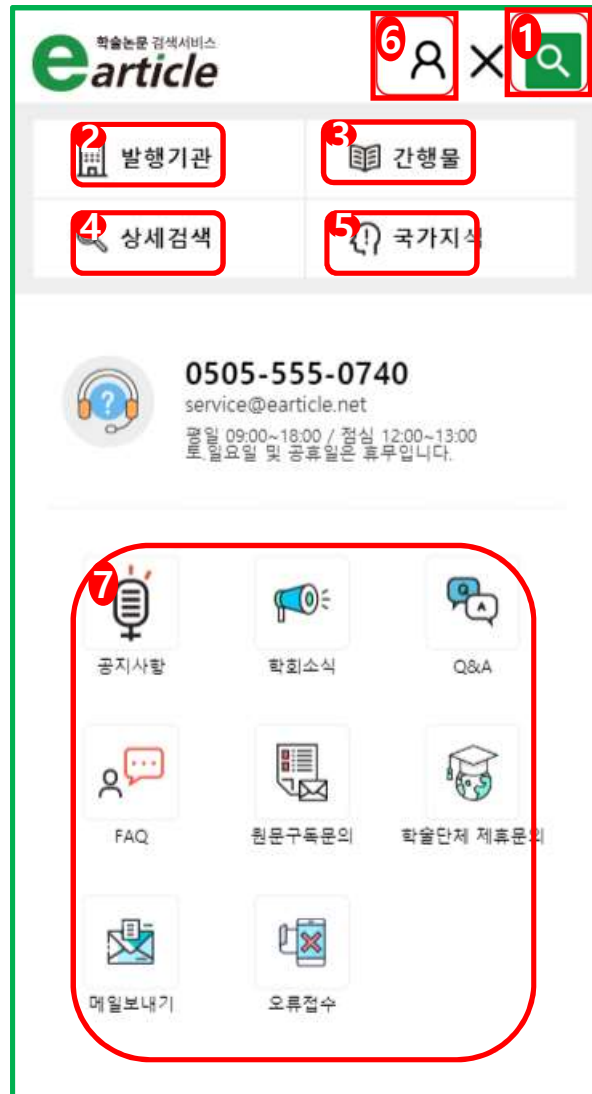 학술논문 검색서비스
earticle
6
1
2
발행기관
3
간행물
4
상세검색
5
국가지식
0505-555-0740
service@earticle.net
평일 09:00~18:00 / 점심 12:00~13:00
토.일요일 및 공휴일은 휴무입니다.
7
공지사항
학회소식
Q
A
Q&A
FAQ
원문구독문의
학술단체 제휴문의
메일보내기
오류접수